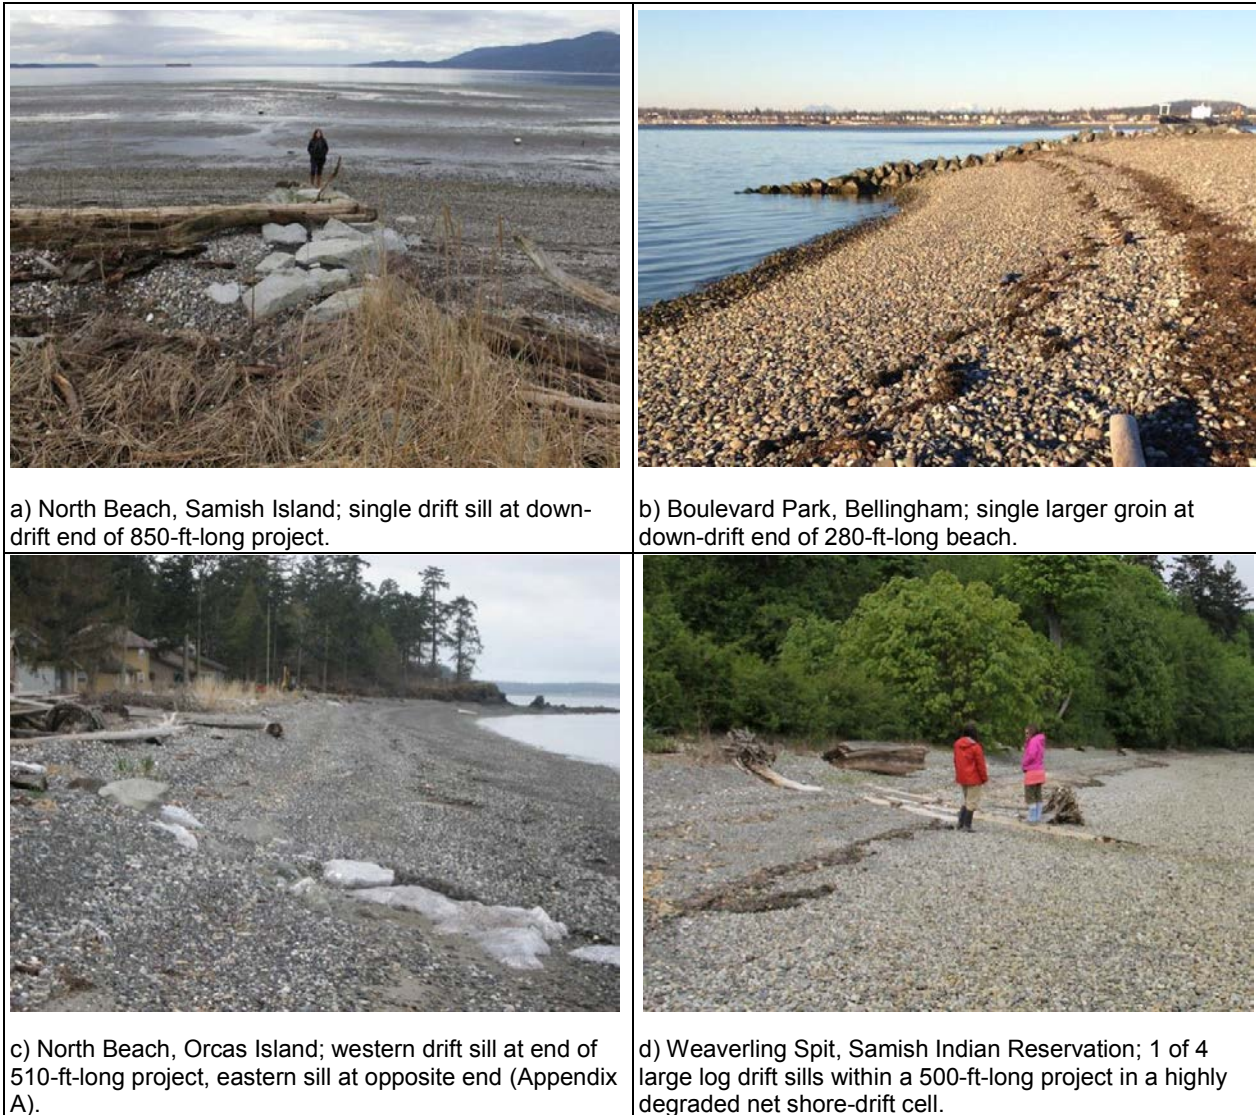 a) North Beach, Samish Island; single drift sill at down-
drift end of 850-ft-long project.
b) Boulevard Park, Bellingham; single larger groin at
down-drift end of 280-ft-long beach.
c) North Beach, Orcas Island; western drift sill at end of
510-ft-long project, eastern sill at opposite end (Appendix
A).
d) Weaverling Spit, Samish Indian Reservation; 1 of 4
large log drift sills within a 500-ft-long project in a highly
degraded net shore-drift cell.